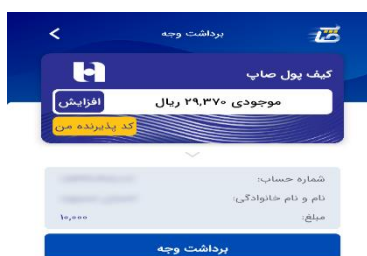 برداشت وجه
کیف پول صاپ
موجودی ۲۹,۳۷۰ ریال
افزایش
کد پذیرنده من
شماره حساب:
نام و نام خانوادگی:
مبلغ: ۱۰,۰۰۰
برداشت وجه